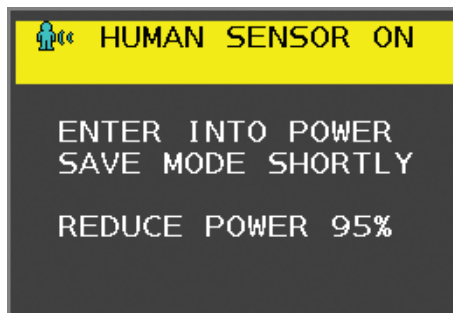 HUMAN SENSOR ON
ENTER INTO POWER
SAVE MODE SHORTLY
REDUCE POWER 95%